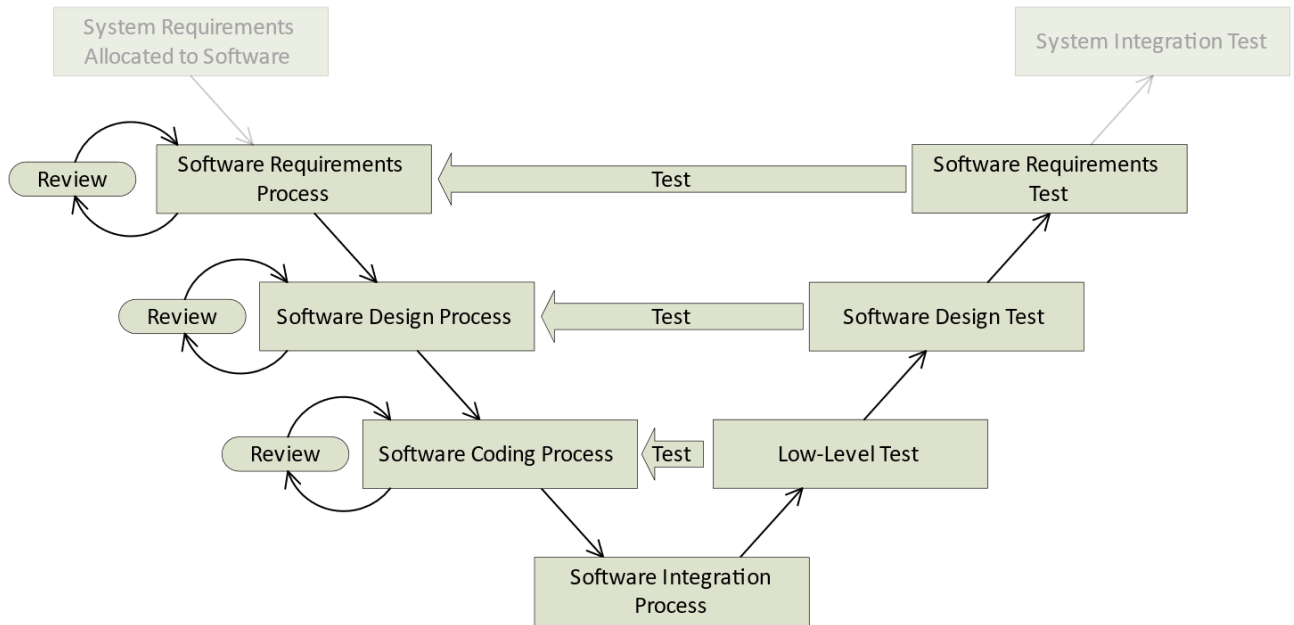 System Requirements
Allocated to Software
System Integration Test
Review
Software Requirements
Process
Test
Software Requirements
Test
Review
Software Design Process
Test
Software Design Test
Review
Software Coding Process
Test
Low-Level Test
Software Integration
Process